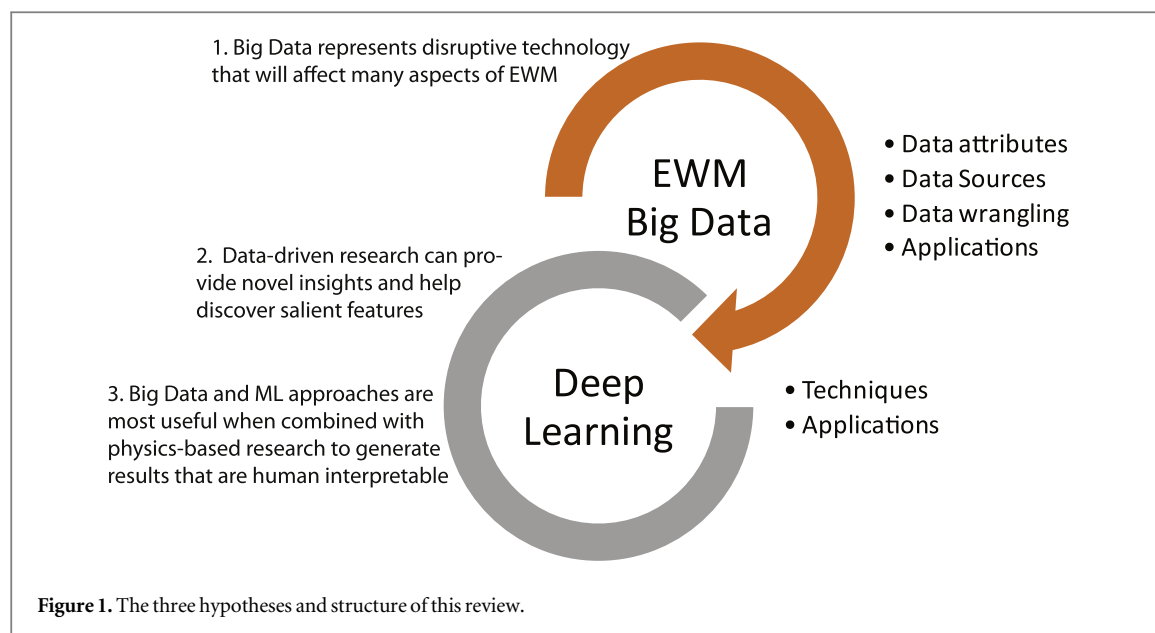 1. Big Data represents disruptive technology
that will affect many aspects of EWM
EWM
Big Data
• Data attributes
• Data Sources
• Data wrangling
• Applications
2. Data-driven research can pro-
vide novel insights and help
discover salient features
3. Big Data and ML approaches are
most useful when combined with
physics-based research to generate
results that are human interpretable
Deep
Learning
• Techniques
• Applications
Figure 1. The three hypotheses and structure of this review.